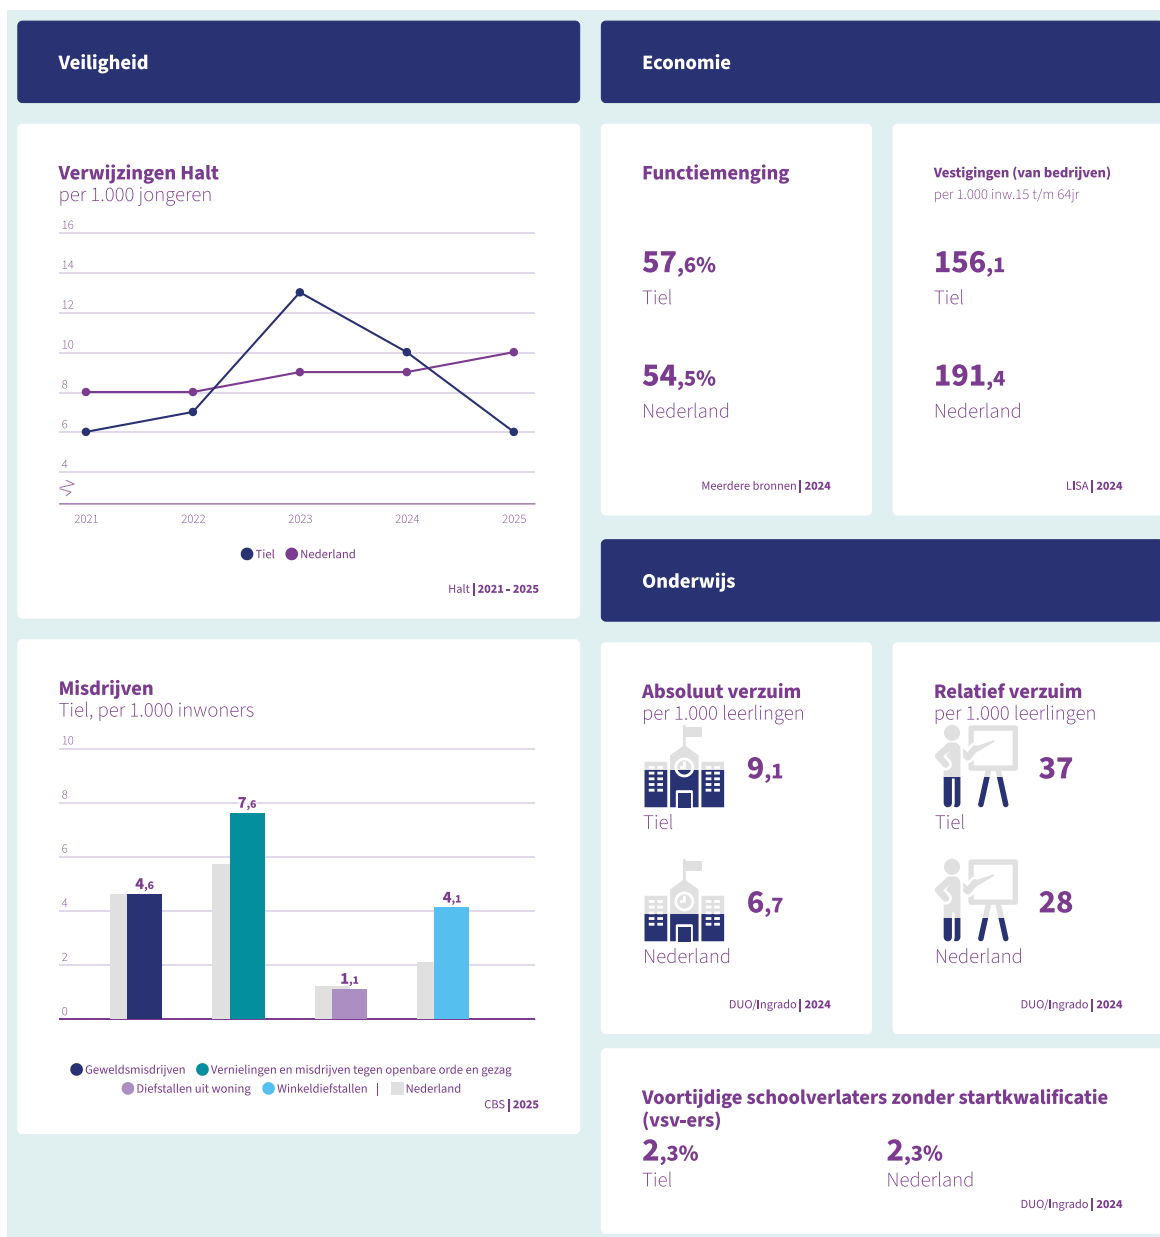 Veiligheid
Verwijzingen Halt
per 1.000 jongeren
16
14
12
10
8
6
4
2021 2022 2023 2024 2025
Tiel Nederland
Halt | 2021 - 2025
Misdrijven
Tiel, per 1.000 inwoners
10
8
6
4
2
0
4,6
7,6
1,1
4,1
Geweldsmisdrijven Vernielingen en misdrijven tegen openbare orde en gezag
Diefstallen uit woning Winkeldiefstallen | Nederland
CBS | 2025
Economie
Functiemenging
57,6%
Tiel
54,5%
Nederland
Meerdere bronnen | 2024
Vestigingen (van bedrijven)
per 1.000 inw.15 t/m 64jr
156,1
Tiel
191,4
Nederland
LISA | 2024
Onderwijs
Absoluut verzuim
per 1.000 leerlingen
9,1
Tiel
6,7
Nederland
DUO/Ingrado | 2024
Relatief verzuim
per 1.000 leerlingen
37
Tiel
28
Nederland
DUO/Ingrado | 2024
Voortijdige schoolverlaters zonder startkwalificatie
(vsv-ers)
2,3%
Tiel
2,3%
Nederland
DUO/Ingrado | 2024